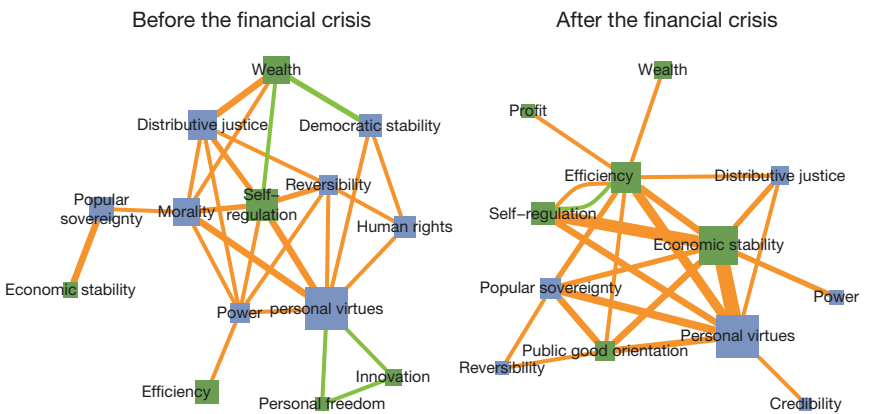 Before the financial crisis
Wealth
Distributive justice
Democratic stability
Reversibility
Self–
regulation
Popular
sovereignty
Morality
Human rights
Economic stability
Power
personal virtues
Innovation
Efficiency
Personal freedom
After the financial crisis
Wealth
Profit
Efficiency
Distributive justice
Self–regulation
Economic stability
Popular sovereignty
Power
Personal virtues
Public good orientation
Reversibility
Credibility